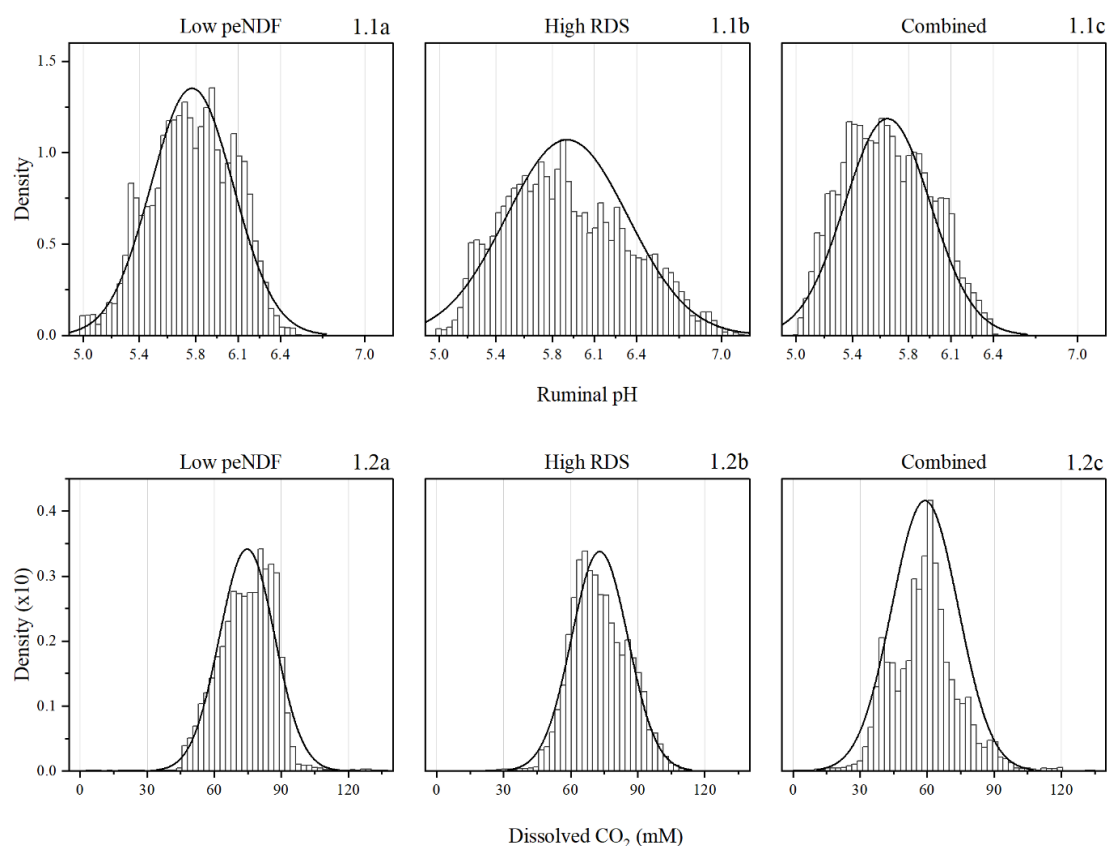 Low peNDF 1.1a High RDS 1.1b Combined 1.1c
1.5
1.0
0.5
0.0
Density
5.0 5.4 5.8 6.1 6.4 7.0 5.0 5.4 5.8 6.1 6.4 7.0 5.0 5.4 5.8 6.1 6.4 7.0
Ruminal pH
Low peNDF 1.2a High RDS 1.2b Combined 1.2c
0.4
0.3
0.2
0.1
0.0
Density (x10)
0 30 60 90 120 0 30 60 90 120 0 30 60 90 120
Dissolved CO₂ (mM)